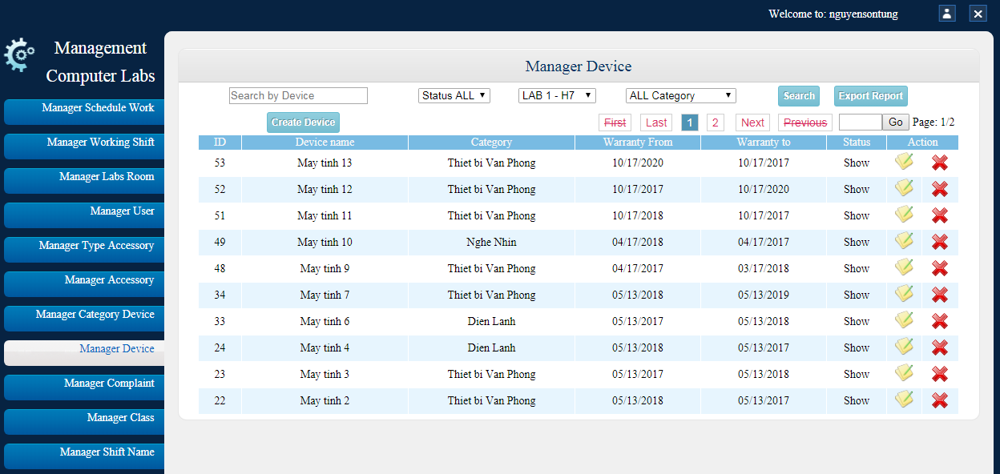 Welcome to: nguyensontung
Management
Computer Labs
Manager Schedule Work
Manager Working Shift
Manager Labs Room
Manager User
Manager Type Accessory
Manager Accessory
Manager Category Device
Manager Device
Manager Complaint
Manager Class
Manager Shift Name
Manager Device
Search by Device Status ALL LAB 1 - H7 ALL Category Search Export Report
Create Device First Last 1 2 Next Previous Go Page: 1/2
ID Device name Category Warranty From Warranty to Status Action
53 May tinh 13 Thiet bi Van Phong 10/17/2020 10/17/2017 Show
52 May tinh 12 Thiet bi Van Phong 10/17/2017 10/17/2020 Show
51 May tinh 11 Thiet bi Van Phong 10/17/2018 10/17/2017 Show
49 May tinh 10 Nghe Nhin 04/17/2018 04/17/2017 Show
48 May tinh 9 Thiet bi Van Phong 04/17/2017 03/17/2018 Show
34 May tinh 7 Thiet bi Van Phong 05/13/2018 05/13/2019 Show
33 May tinh 6 Dien Lanh 05/13/2017 05/13/2018 Show
24 May tinh 4 Dien Lanh 05/13/2018 05/13/2017 Show
23 May tinh 3 Thiet bi Van Phong 05/13/2017 05/13/2018 Show
22 May tinh 2 Thiet bi Van Phong 05/13/2018 05/13/2017 Show